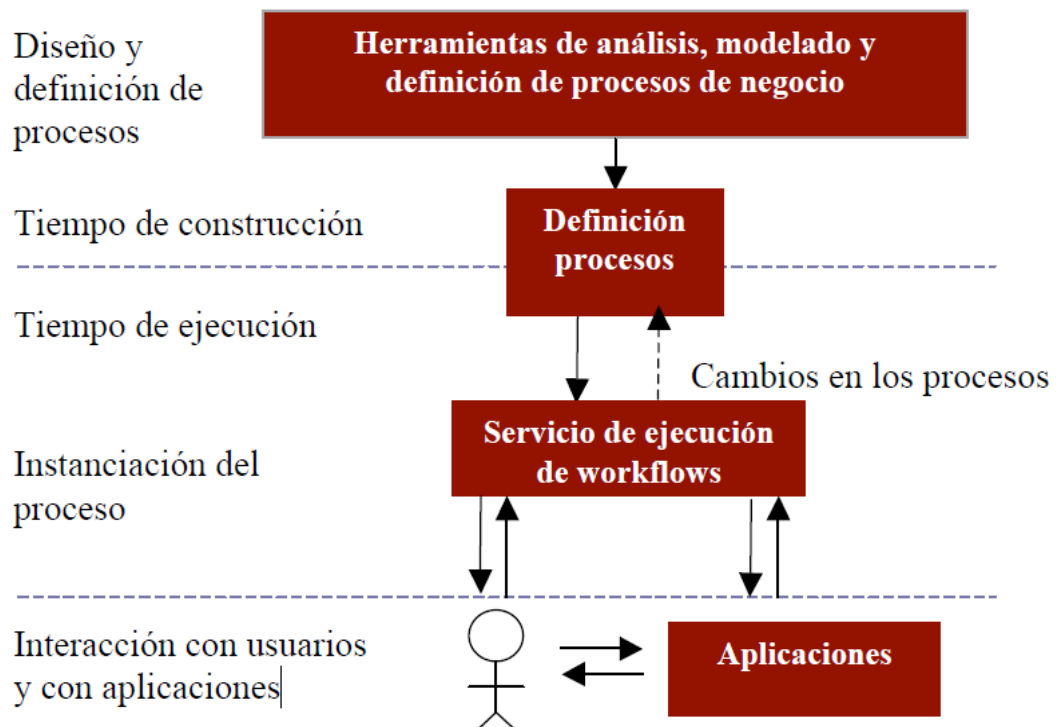 Diseño y
definición de
procesos
Herramientas de análisis, modelado y
definición de procesos de negocio
Tiempo de construcción
Definición
procesos
Tiempo de ejecución
Cambios en los procesos
Servicio de ejecución
de workflows
Instanciación del
proceso
Interacción con usuarios
y con aplicaciones
Aplicaciones